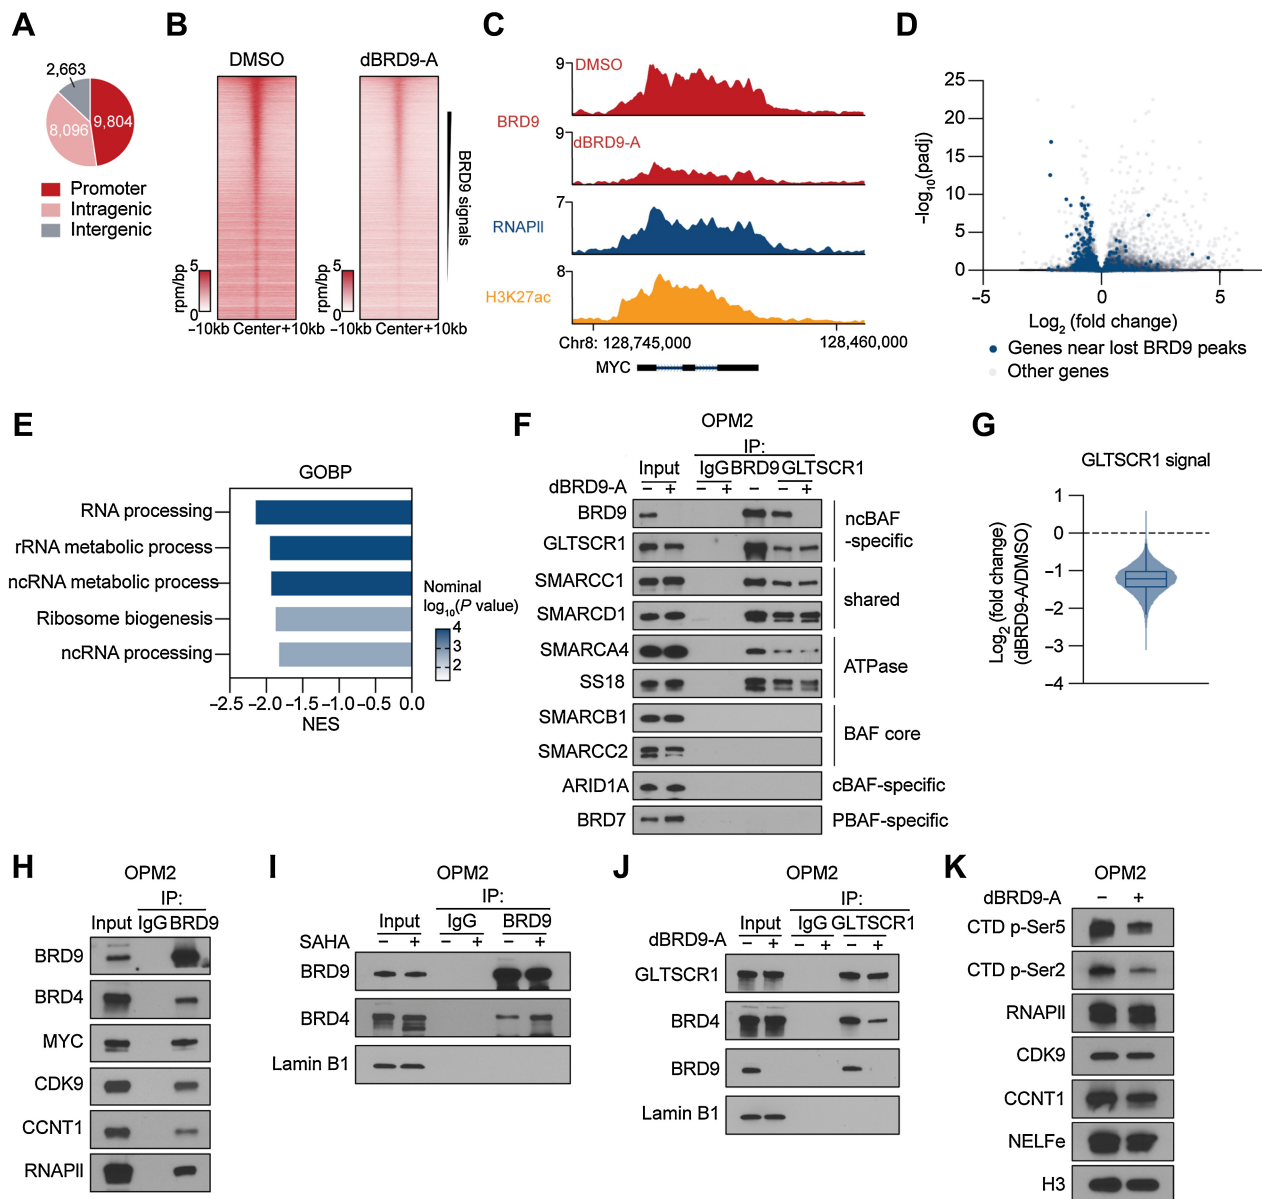 A
2,663
9,804
8,096
Promoter
Intragenic
Intergenic
B
DMSO
dBRD9-A
BRD9 signals
5
0
rpm/bp
5
0
rpm/bp
−10kb Center+10kb
−10kb Center+10kb
C
9
DMSO
BRD9
9
dBRD9-A
7
RNAPII
8
H3K27ac
Chr8: 128,745,000
128,460,000
MYC
D
25
20
15
10
5
0
-log10(padj)
−5
0
5
Log2 (fold change)
Genes near lost BRD9 peaks
Other genes
E
GOBP
RNA processing
rRNA metabolic process
ncRNA metabolic process
Ribosome biogenesis
ncRNA processing
−2.5 −2.0 −1.5 −1.0 −0.5 0.0
NES
Nominal
log10(P value)
4
3
2
F
OPM2
IP:
Input
IgG BRD9 GLTSCR1
dBRD9-A
− + − + − − +
BRD9
GLTSCR1
SMARCC1
SMARCD1
SMARCA4
SS18
SMARCB1
SMARCC2
ARID1A
BRD7
ncBAF
-specific
shared
ATPase
BAF core
cBAF-specific
PBAF-specific
G
GLTSCR1 signal
1
0
−1
−2
−3
−4
Log2 (fold change)
(dBRD9-A/DMSO)
H
OPM2
IP:
Input IgG BRD9
BRD9
BRD4
MYC
CDK9
CCNT1
RNAPII
I
OPM2
IP:
Input IgG BRD9
SAHA
− + − + − +
BRD9
BRD4
Lamin B1
J
OPM2
IP:
Input IgG GLTSCR1
dBRD9-A
− + − + − +
GLTSCR1
BRD4
BRD9
Lamin B1
K
OPM2
dBRD9-A − +
CTD p-Ser5
CTD p-Ser2
RNAPII
CDK9
CCNT1
NELFe
H3